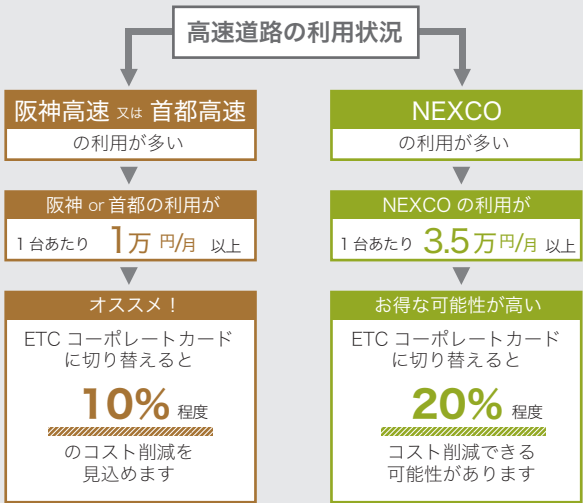 高速道路の利用状況
阪神高速 又は 首都高速
の利用が多い
阪神 or 首都の利用が
1台あたり 1万 円/月 以上
オススメ！
ETC コーポレートカード
に切り替えると
10% 程度
のコスト削減を
見込めます
NEXCO
の利用が多い
NEXCO の利用が
1台あたり 3.5万円/月 以上
お得な可能性が高い
ETC コーポレートカード
に切り替えると
20% 程度
コスト削減できる
可能性があります